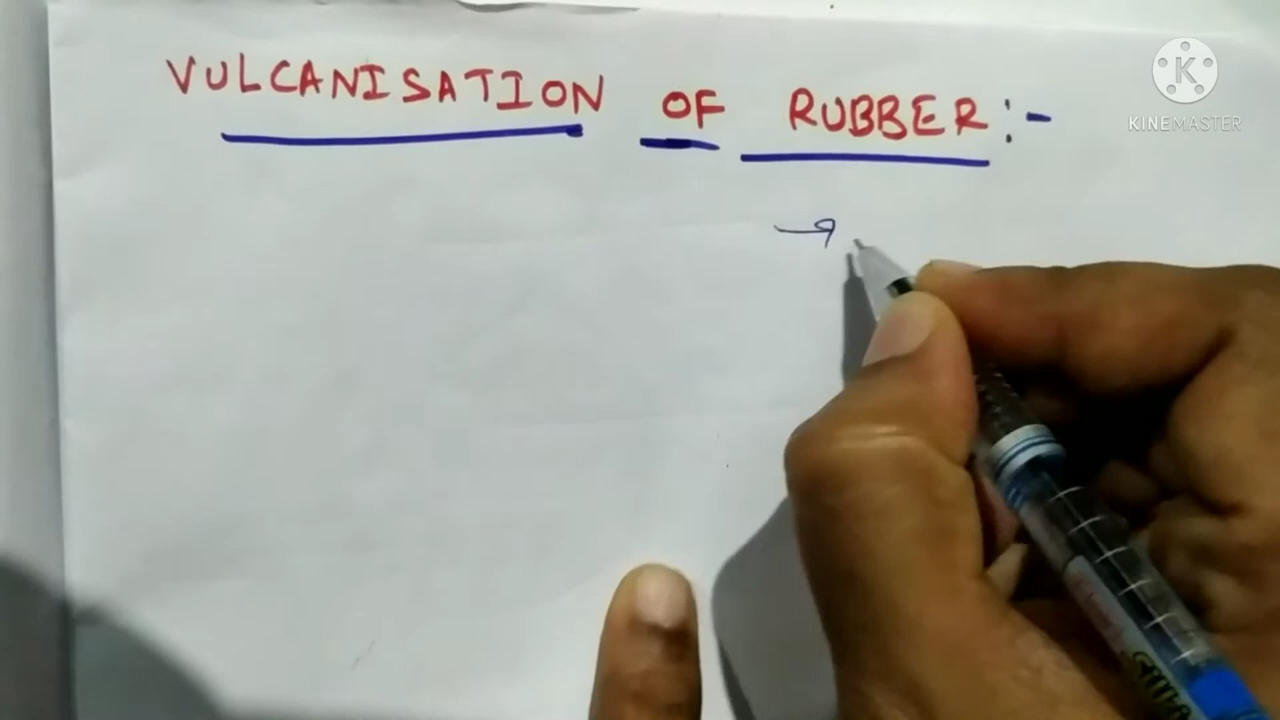 VULCANISATION OF RUBBER :-
→
K
KINEMASTER